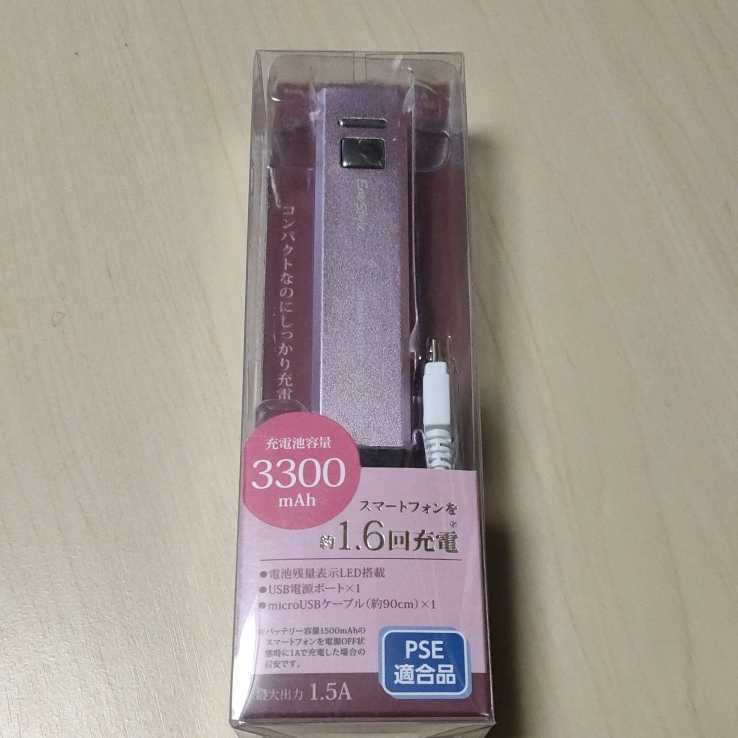 コンパクトなのにしっかり充電
充電池容量
3300
mAh
スマートフォンを
約1.6回充電※
●電池残量表示LED搭載
●USB電源ポート×1
●microUSBケーブル(約90cm)×1
※バッテリー容量1500mAhの
スマートフォンを電源OFF状
態時に1Aで充電した場合の
目安です。
最大出力 1.5A
PSE
適合品